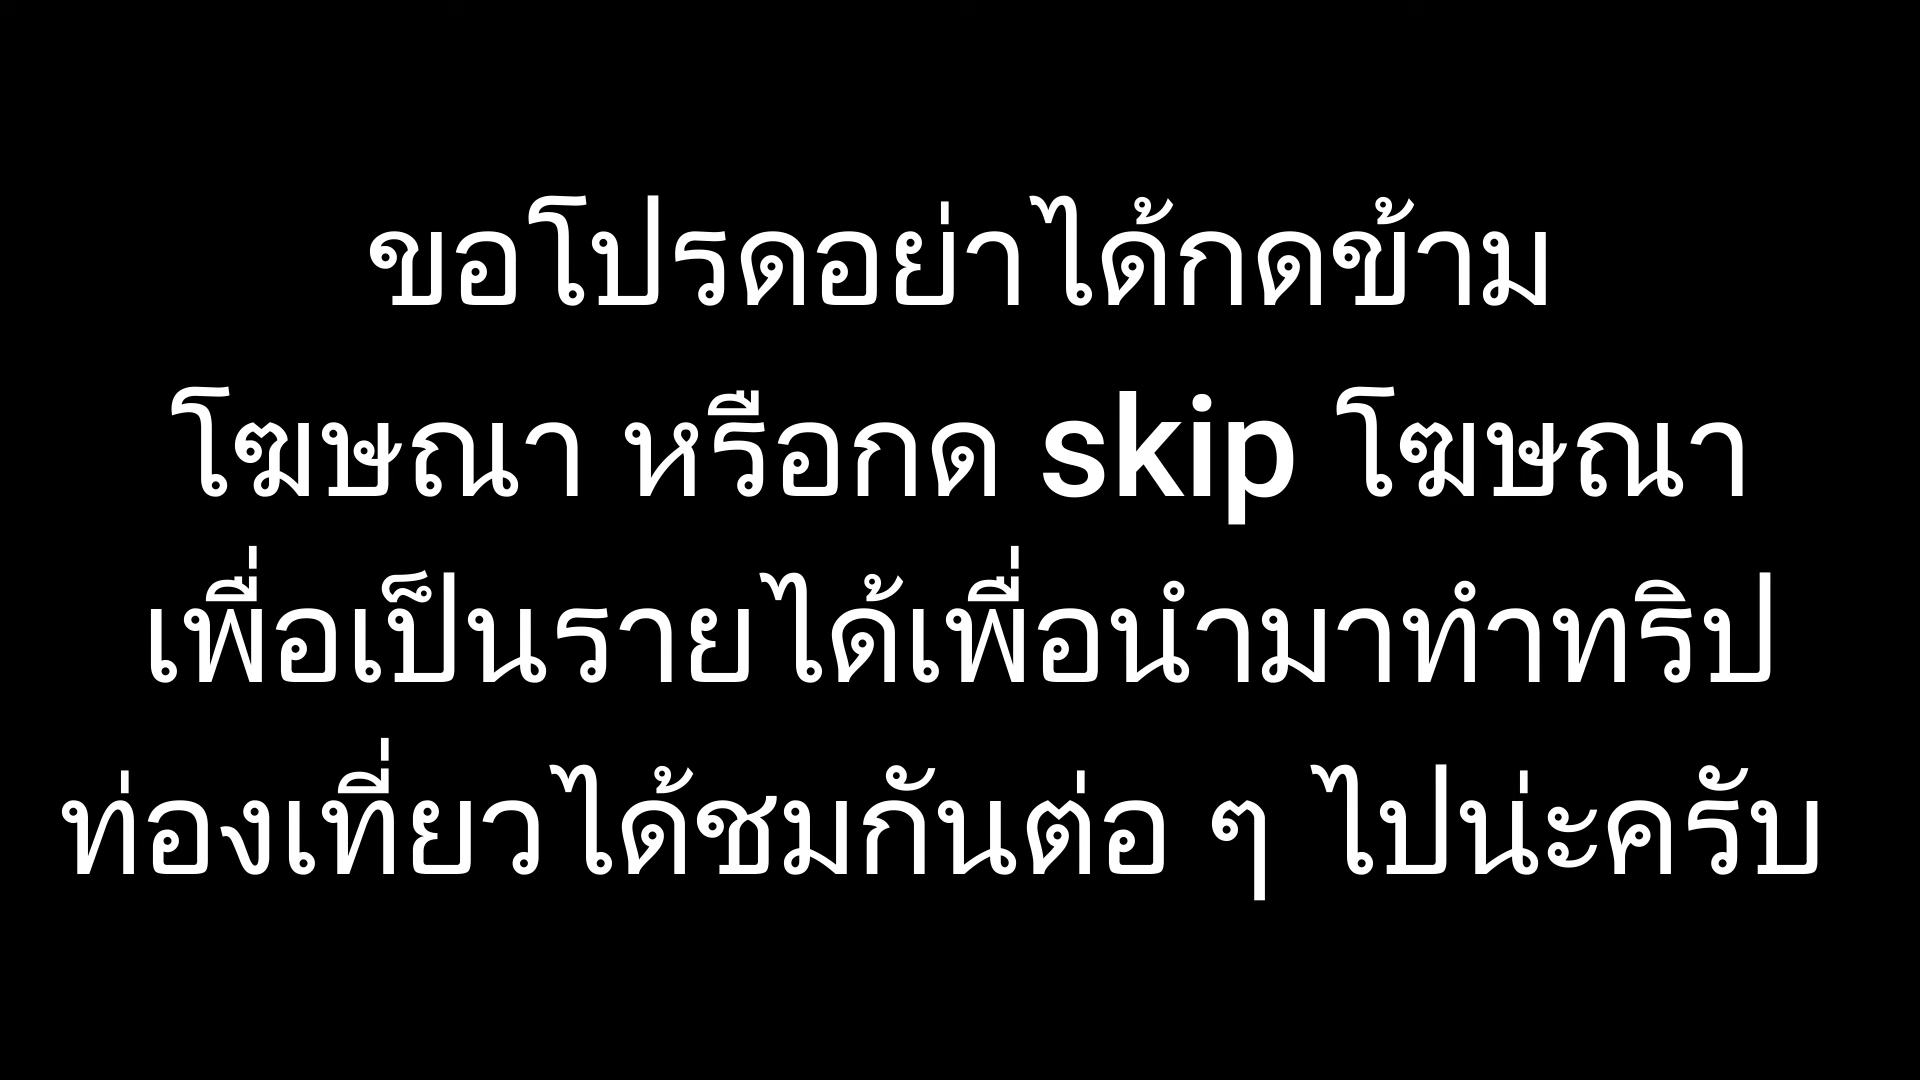 ขอโปรดอย่าได้กดข้าม
โฆษณา หรือกด skip โฆษณา
เพื่อเป็นรายได้เพื่อนำมาทำทริป
ท่องเที่ยวได้ชมกันต่อ ๆ ไปน่ะครับ